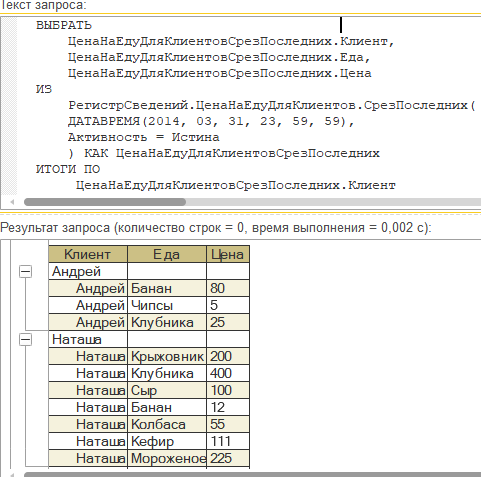 Текст запроса:
ВЫБРАТЬ
ЦенаНаЕдуДляКлиентовСрезПоследних.Клиент,
ЦенаНаЕдуДляКлиентовСрезПоследних.Еда,
ЦенаНаЕдуДляКлиентовСрезПоследних.Цена
ИЗ
РегистрСведений.ЦенаНаЕдуДляКлиентов.СрезПоследних(
ДАТАВРЕМЯ(2014, 03, 31, 23, 59, 59),
Активность = Истина
) КАК ЦенаНаЕдуДляКлиентовСрезПоследних
ИТОГИ ПО
ЦенаНаЕдуДляКлиентовСрезПоследних.Клиент
Результат запроса (количество строк = 0, время выполнения = 0,002 с):
Клиент Еда Цена
Андрей
Андрей Банан 80
Андрей Чипсы 5
Андрей Клубника 25
Наташа
Наташа Крыжовник 200
Наташа Клубника 400
Наташа Сыр 100
Наташа Банан 12
Наташа Колбаса 55
Наташа Кефир 111
Наташа Мороженое 225